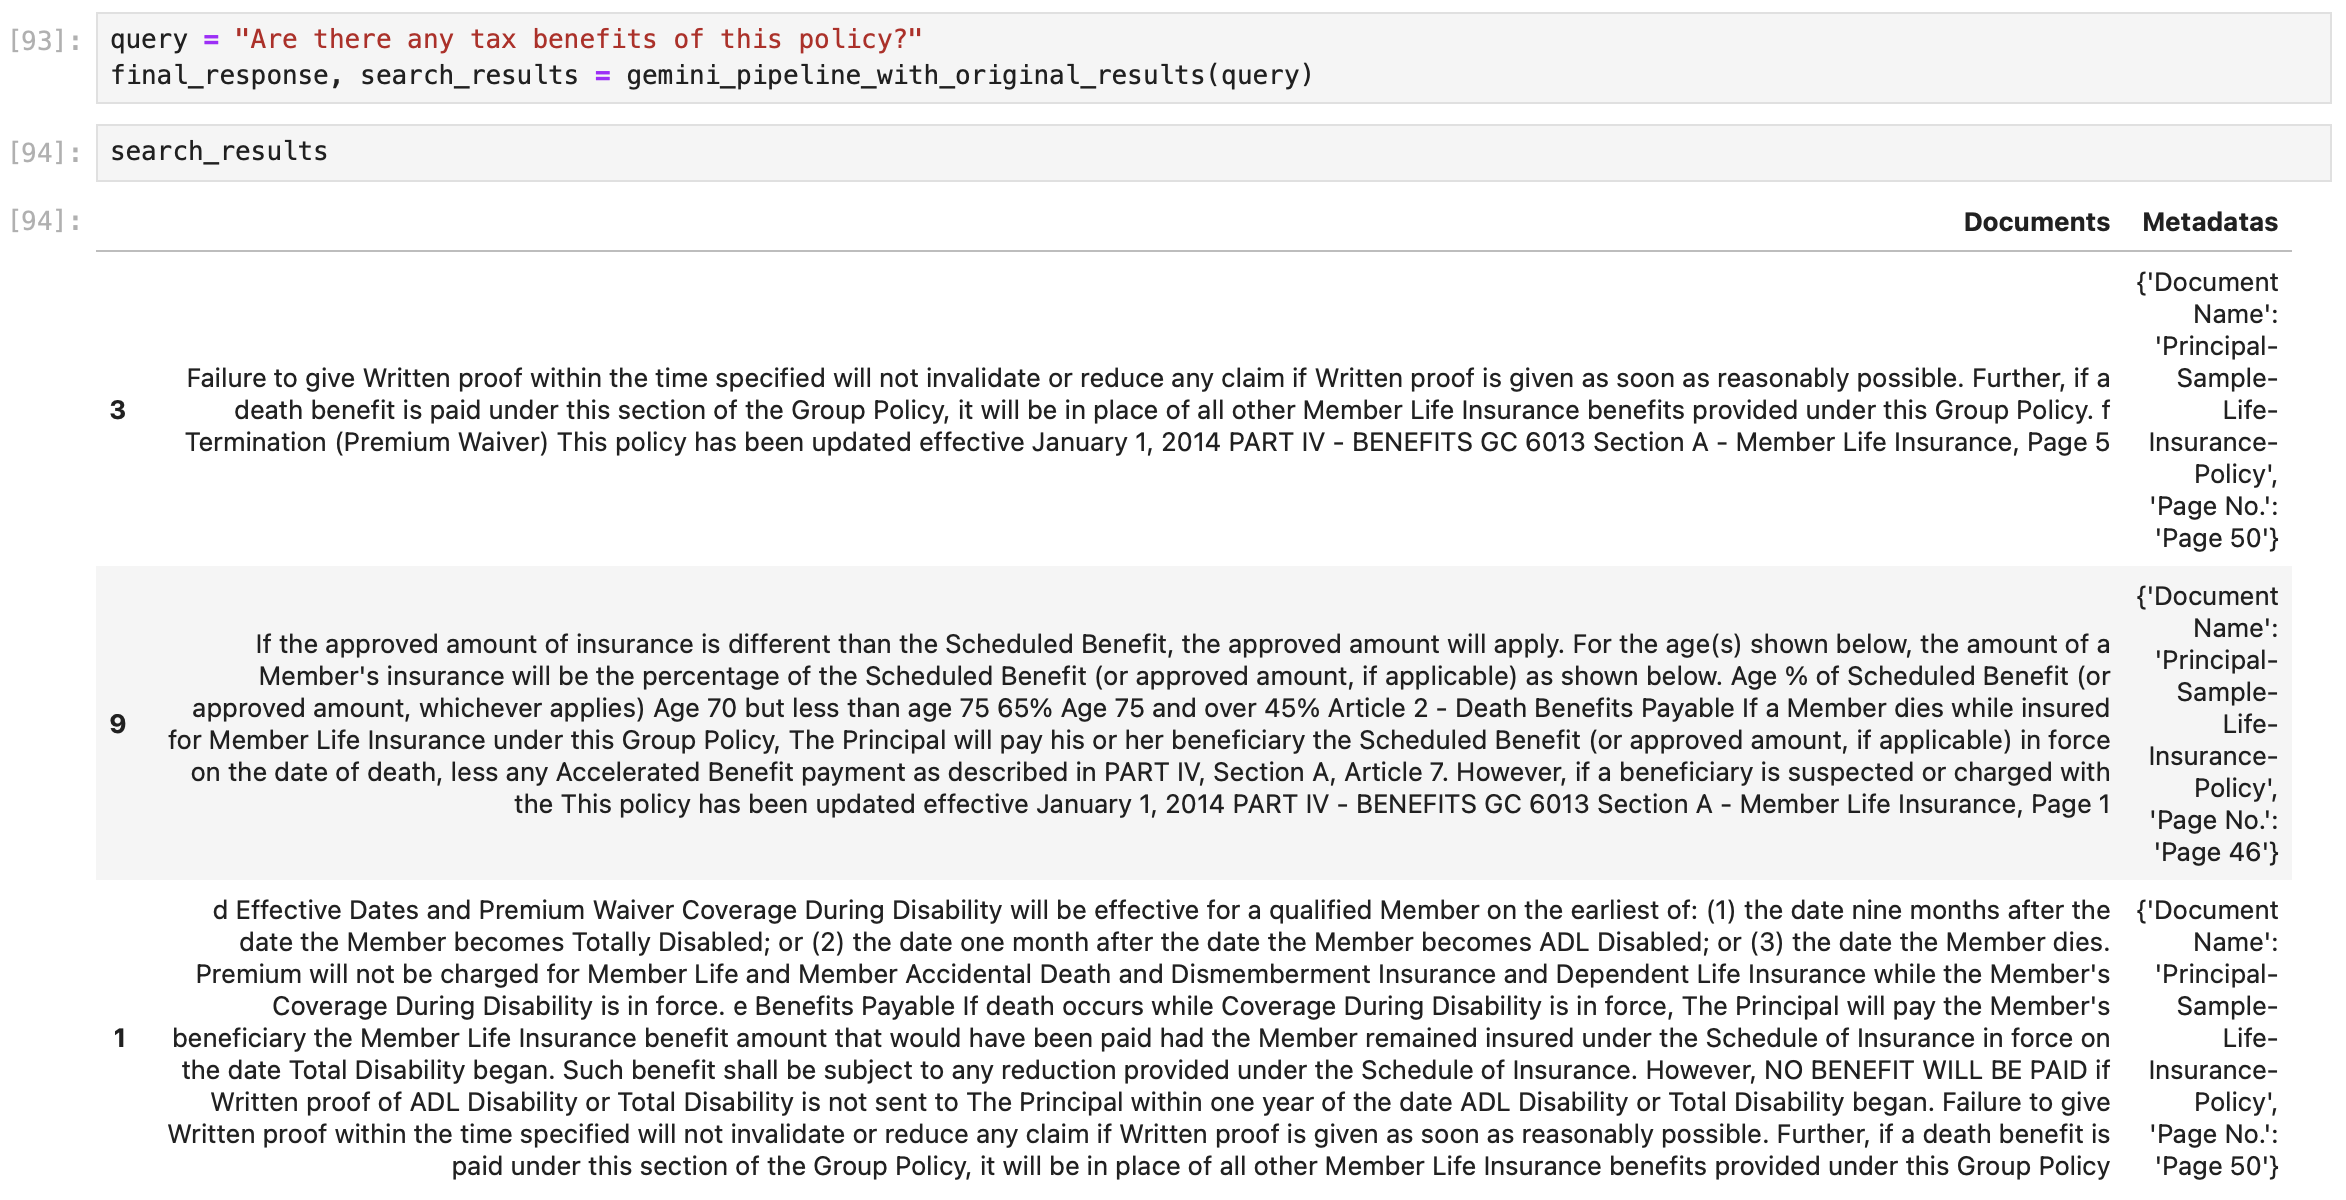 [93]: query = "Are there any tax benefits of this policy?"
final_response, search_results = gemini_pipeline_with_original_results(query)
[94]: search_results
[94]:
Documents Metadatas
3
Failure to give Written proof within the time specified will not invalidate or reduce any claim if Written proof is given as soon as reasonably possible. Further, if a
death benefit is paid under this section of the Group Policy, it will be in place of all other Member Life Insurance benefits provided under this Group Policy. f
Termination (Premium Waiver) This policy has been updated effective January 1, 2014 PART IV - BENEFITS GC 6013 Section A - Member Life Insurance, Page 5
{'Document
Name':
'Principal-
Sample-
Life-
Insurance-
Policy',
'Page No.':
'Page 50'}
9
If the approved amount of insurance is different than the Scheduled Benefit, the approved amount will apply. For the age(s) shown below, the amount of a
Member's insurance will be the percentage of the Scheduled Benefit (or approved amount, if applicable) as shown below. Age % of Scheduled Benefit (or
approved amount, whichever applies) Age 70 but less than age 75 65% Age 75 and over 45% Article 2 - Death Benefits Payable If a Member dies while insured
for Member Life Insurance under this Group Policy, The Principal will pay his or her beneficiary the Scheduled Benefit (or approved amount, if applicable) in force
on the date of death, less any Accelerated Benefit payment as described in PART IV, Section A, Article 7. However, if a beneficiary is suspected or charged with
the This policy has been updated effective January 1, 2014 PART IV - BENEFITS GC 6013 Section A - Member Life Insurance, Page 1
{'Document
Name':
'Principal-
Sample-
Life-
Insurance-
Policy',
'Page No.':
'Page 46'}
1
d Effective Dates and Premium Waiver Coverage During Disability will be effective for a qualified Member on the earliest of: (1) the date nine months after the
date the Member becomes Totally Disabled; or (2) the date one month after the date the Member becomes ADL Disabled; or (3) the date the Member dies.
Premium will not be charged for Member Life and Member Accidental Death and Dismemberment Insurance and Dependent Life Insurance while the Member's
Coverage During Disability is in force. e Benefits Payable If death occurs while Coverage During Disability is in force, The Principal will pay the Member's
beneficiary the Member Life Insurance benefit amount that would have been paid had the Member remained insured under the Schedule of Insurance in force on
the date Total Disability began. Such benefit shall be subject to any reduction provided under the Schedule of Insurance. However, NO BENEFIT WILL BE PAID if
Written proof of ADL Disability or Total Disability is not sent to The Principal within one year of the date ADL Disability or Total Disability began. Failure to give
Written proof within the time specified will not invalidate or reduce any claim if Written proof is given as soon as reasonably possible. Further, if a death benefit is
paid under this section of the Group Policy, it will be in place of all other Member Life Insurance benefits provided under this Group Policy
{'Document
Name':
'Principal-
Sample-
Life-
Insurance-
Policy',
'Page No.':
'Page 50'}